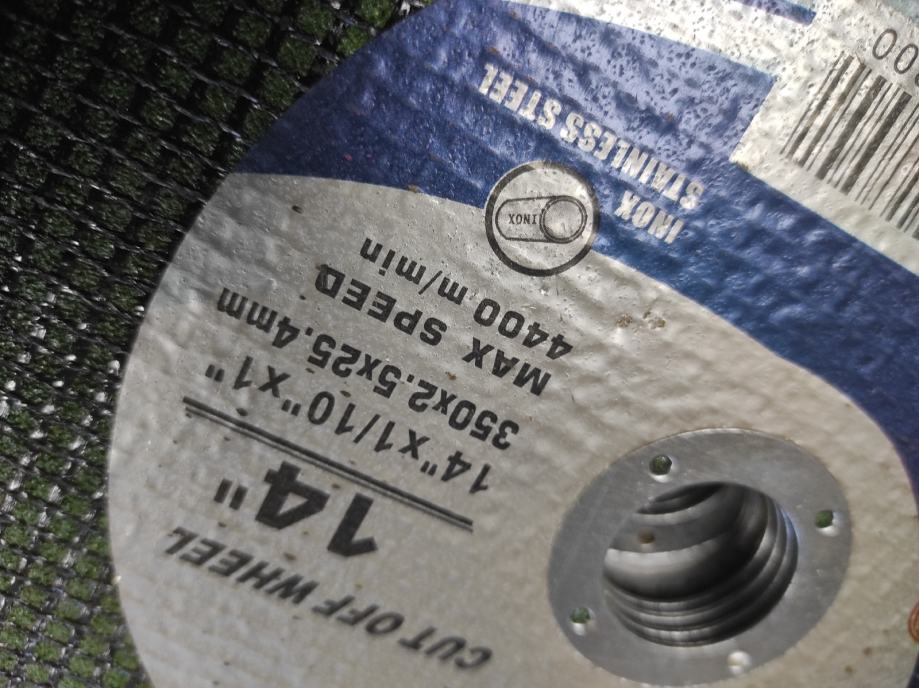 CUT OFF WHEEL
14"
14"x1/10"x1"
350x2.5x25.4mm
MAX SPEED
4400 m/min
INOX
INOX
STAINLESS STEEL
00